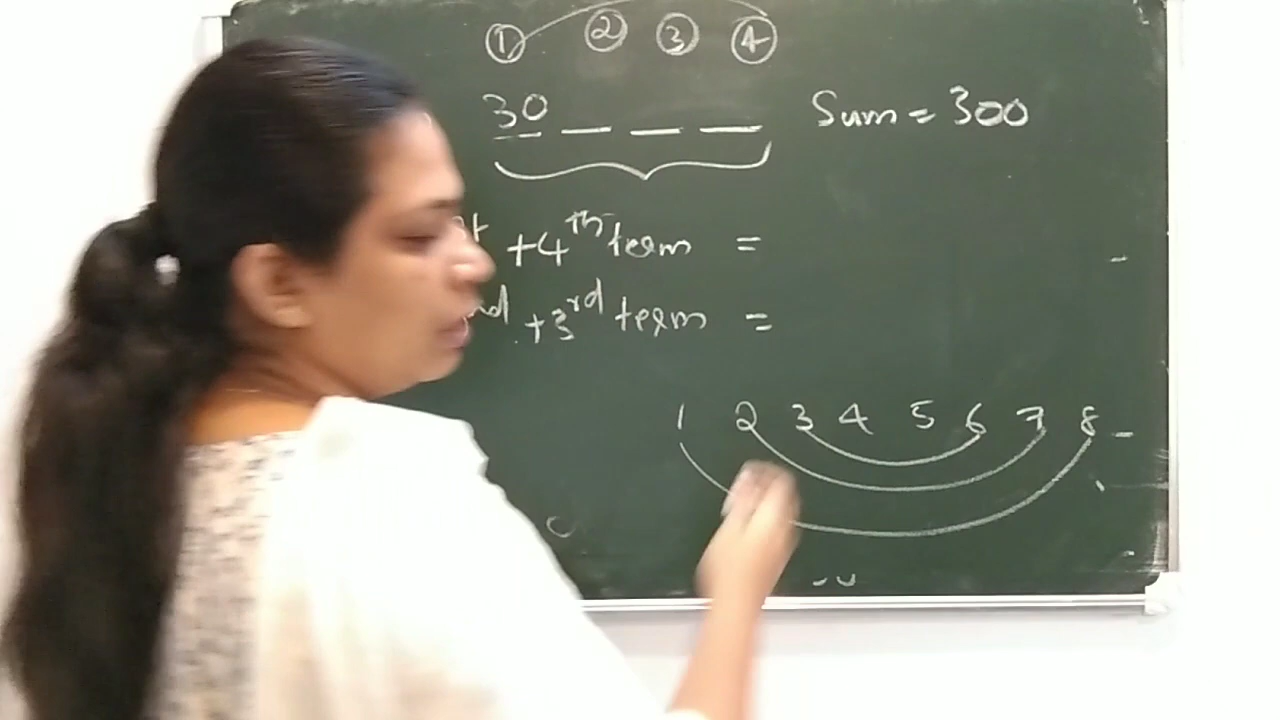 ① ② ③ ④
30 _ _ _ Sum = 300
+4th term =
nd +3rd term =
1 2 3 4 5 6 7 8